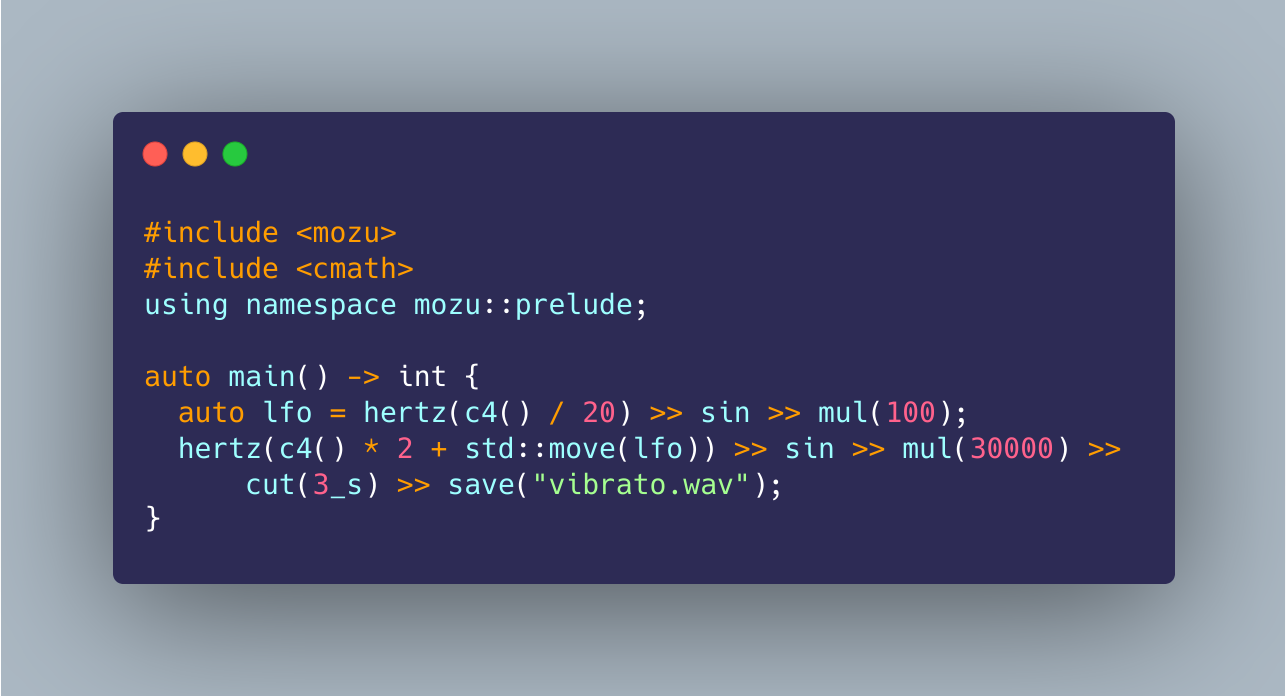 #include <mozu>
#include <cmath>
using namespace mozu::prelude;

auto main() -> int {
  auto lfo = hertz(c4() / 20) >> sin >> mul(100);
  hertz(c4() * 2 + std::move(lfo)) >> sin >> mul(30000) >>
      cut(3_s) >> save("vibrato.wav");
}